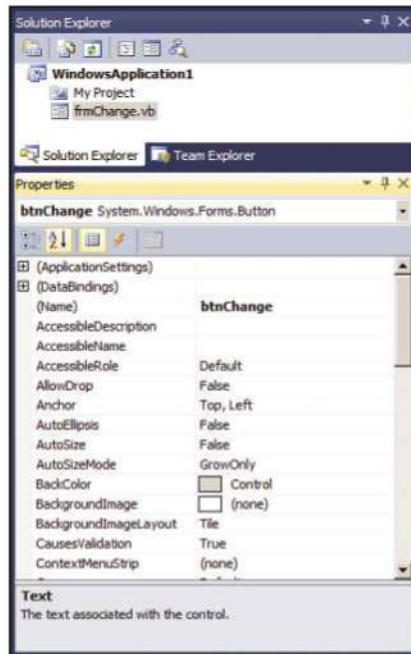 Solution Explorer
WindowsApplication1
My Project
frmChange.vb
Solution Explorer Team Explorer
Properties
btnChange System.Windows.Forms.Button
(ApplicationSettings)
(DataBindings)
(Name) btnChange
AccessibleDescription
AccessibleName
AccessibleRole Default
AllowDrop False
Anchor Top, Left
AutoEllipsis False
AutoSize False
AutoSizeMode GrowOnly
BackColor Control
BackgroundImage (none)
BackgroundImageLayout Tile
CausesValidation True
ContextMenuStrip (none)
Text
The text associated with the control.